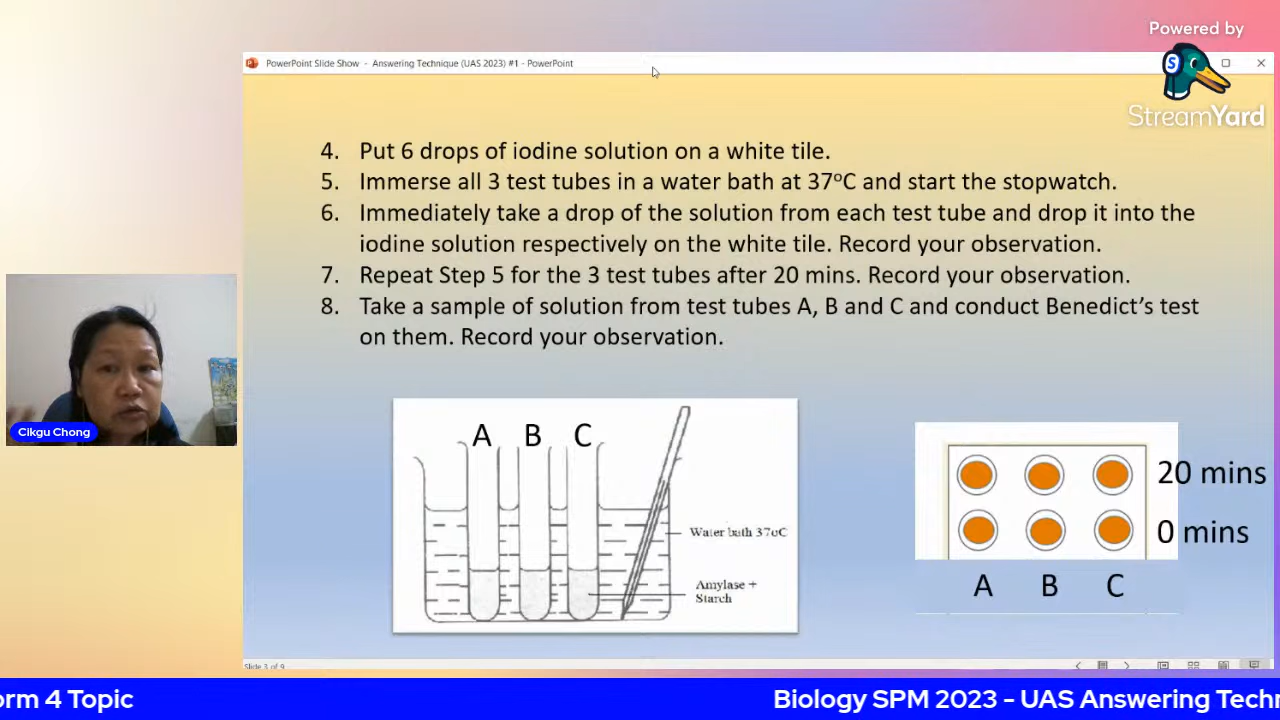 Powered by
StreamYard
PowerPoint Slide Show - Answering Technique (UAS 2023) #1 - PowerPoint
4. Put 6 drops of iodine solution on a white tile.
5. Immerse all 3 test tubes in a water bath at 37°C and start the stopwatch.
6. Immediately take a drop of the solution from each test tube and drop it into the
iodine solution respectively on the white tile. Record your observation.
7. Repeat Step 5 for the 3 test tubes after 20 mins. Record your observation.
8. Take a sample of solution from test tubes A, B and C and conduct Benedict’s test
on them. Record your observation.
Cikgu Chong
A B C
Water bath 37oC
Amylase +
Starch
20 mins
0 mins
A B C
Slide 3 of 9
orm 4 Topic
Biology SPM 2023 - UAS Answering Techn